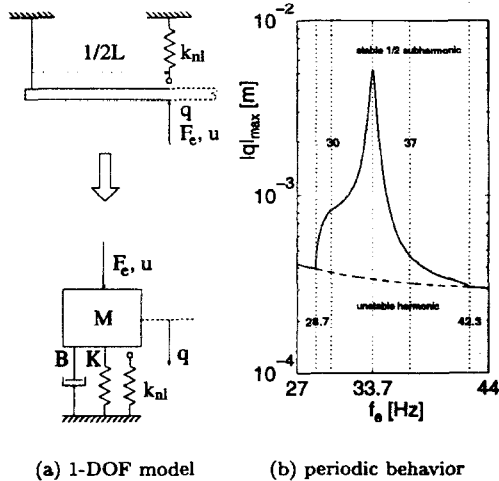 1/2L
k_nl
q
F_e, u
F_e, u
M
B K
q
k_nl
(a) 1-DOF model
10^-2
|q|_max [m]
10^-3
10^-4
stable 1/2 subharmonic
30
37
unstable harmonic
28.7
42.3
27
33.7
44
f_e [Hz]
(b) periodic behavior